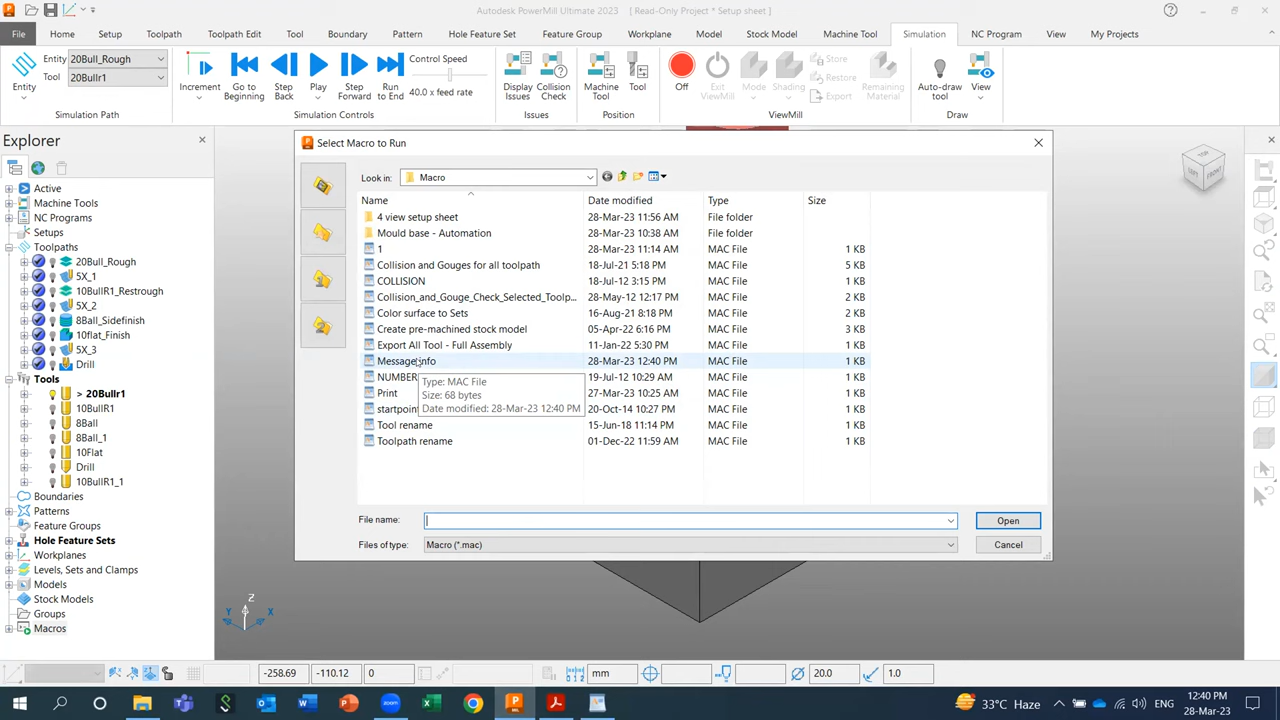 Autodesk PowerMill Ultimate 2023 [ Read-Only Project * Setup sheet ]
File Home Setup Toolpath Toolpath Edit Tool Boundary Pattern Hole Feature Set Feature Group Workplane Model Stock Model Machine Tool Simulation NC Program View My Projects
Entity 20Bull_Rough
Tool 20BullR1
Entity
Simulation Path
Increment
Go to Beginning
Step Back
Play
Step Forward
Run to End
Control Speed
40.0 x feed rate
Simulation Controls
Display Issues
Collision Check
Issues
Machine Tool
Tool
Position
Off
Exit ViewMill
Mode
Shading
Store
Restore
Export
Remaining Material
ViewMill
Auto-draw tool
View
Draw
Explorer
Active
Machine Tools
NC Programs
Setups
Toolpaths
20Bull_Rough
5X_1
10BullR1_Restrough
5X_2
8Ball_Sidefinish
10flat_Finish
5X_3
Drill
Tools
> 20Bullr1
10BullR1
8Ball
8Ball_1
10Flat
Drill
10BullR1_1
Boundaries
Patterns
Feature Groups
Hole Feature Sets
Workplanes
Levels, Sets and Clamps
Models
Stock Models
Groups
Macros
Select Macro to Run
Look in: Macro
Name Date modified Type Size
4 view setup sheet 28-Mar-23 11:56 AM File folder
Mould base - Automation 28-Mar-23 10:38 AM File folder
1 28-Mar-23 11:14 AM MAC File 1 KB
Collision and Gouges for all toolpath 18-Jul-21 5:18 PM MAC File 5 KB
COLLISION 18-Jul-12 3:15 PM MAC File 1 KB
Collision_and_Gouge_Check_Selected_Toolp... 28-May-12 12:17 PM MAC File 2 KB
Color surface to Sets 16-Aug-21 8:18 PM MAC File 2 KB
Create pre-machined stock model 05-Apr-22 6:16 PM MAC File 3 KB
Export All Tool - Full Assembly 11-Jan-22 5:30 PM MAC File 1 KB
Message info 28-Mar-23 12:40 PM MAC File 1 KB
NUMBER 19-Jul-12 10:29 AM MAC File 1 KB
Print 27-Mar-23 10:25 AM MAC File 1 KB
startpoin 20-Oct-14 10:27 PM MAC File 1 KB
Tool rename 15-Jun-18 11:14 PM MAC File 1 KB
Toolpath rename 01-Dec-22 11:59 AM MAC File 1 KB
Type: MAC File
Size: 68 bytes
Date modified: 28-Mar-23 12:40 PM
File name: Open
Files of type: Macro (*.mac) Cancel
TOP
LEFT
FRONT
Z
Y
X
-258.69 -110.12 0 mm 20.0 1.0
33°C Haze ENG 12:40 PM
28-Mar-23